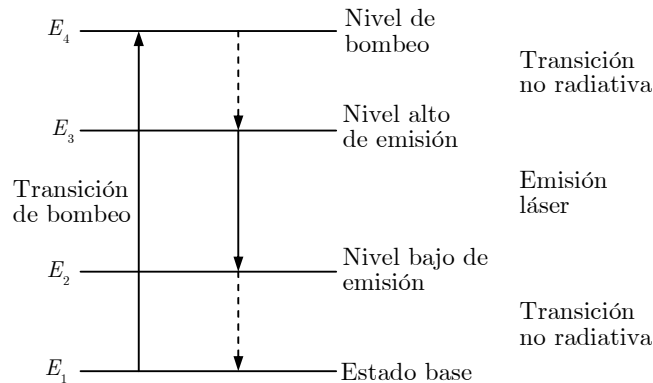 E₄
Nivel de
bombeo
Transición
no radiativa
E₃
Nivel alto
de emisión
Transición
de bombeo
Emisión
láser
E₂
Nivel bajo de
emisión
Transición
no radiativa
E₁
Estado base